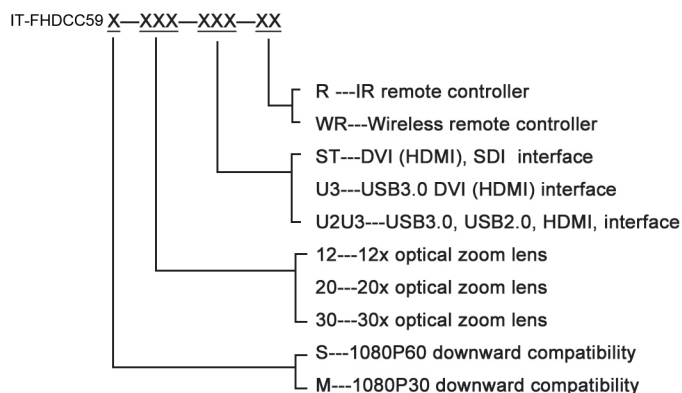 IT-FHDCC59 X—XXX—XXX—XX
R ---IR remote controller
WR---Wireless remote controller
ST---DVI (HDMI), SDI interface
U3---USB3.0 DVI (HDMI) interface
U2U3---USB3.0, USB2.0, HDMI, interface
12---12x optical zoom lens
20---20x optical zoom lens
30---30x optical zoom lens
S---1080P60 downward compatibility
M---1080P30 downward compatibility